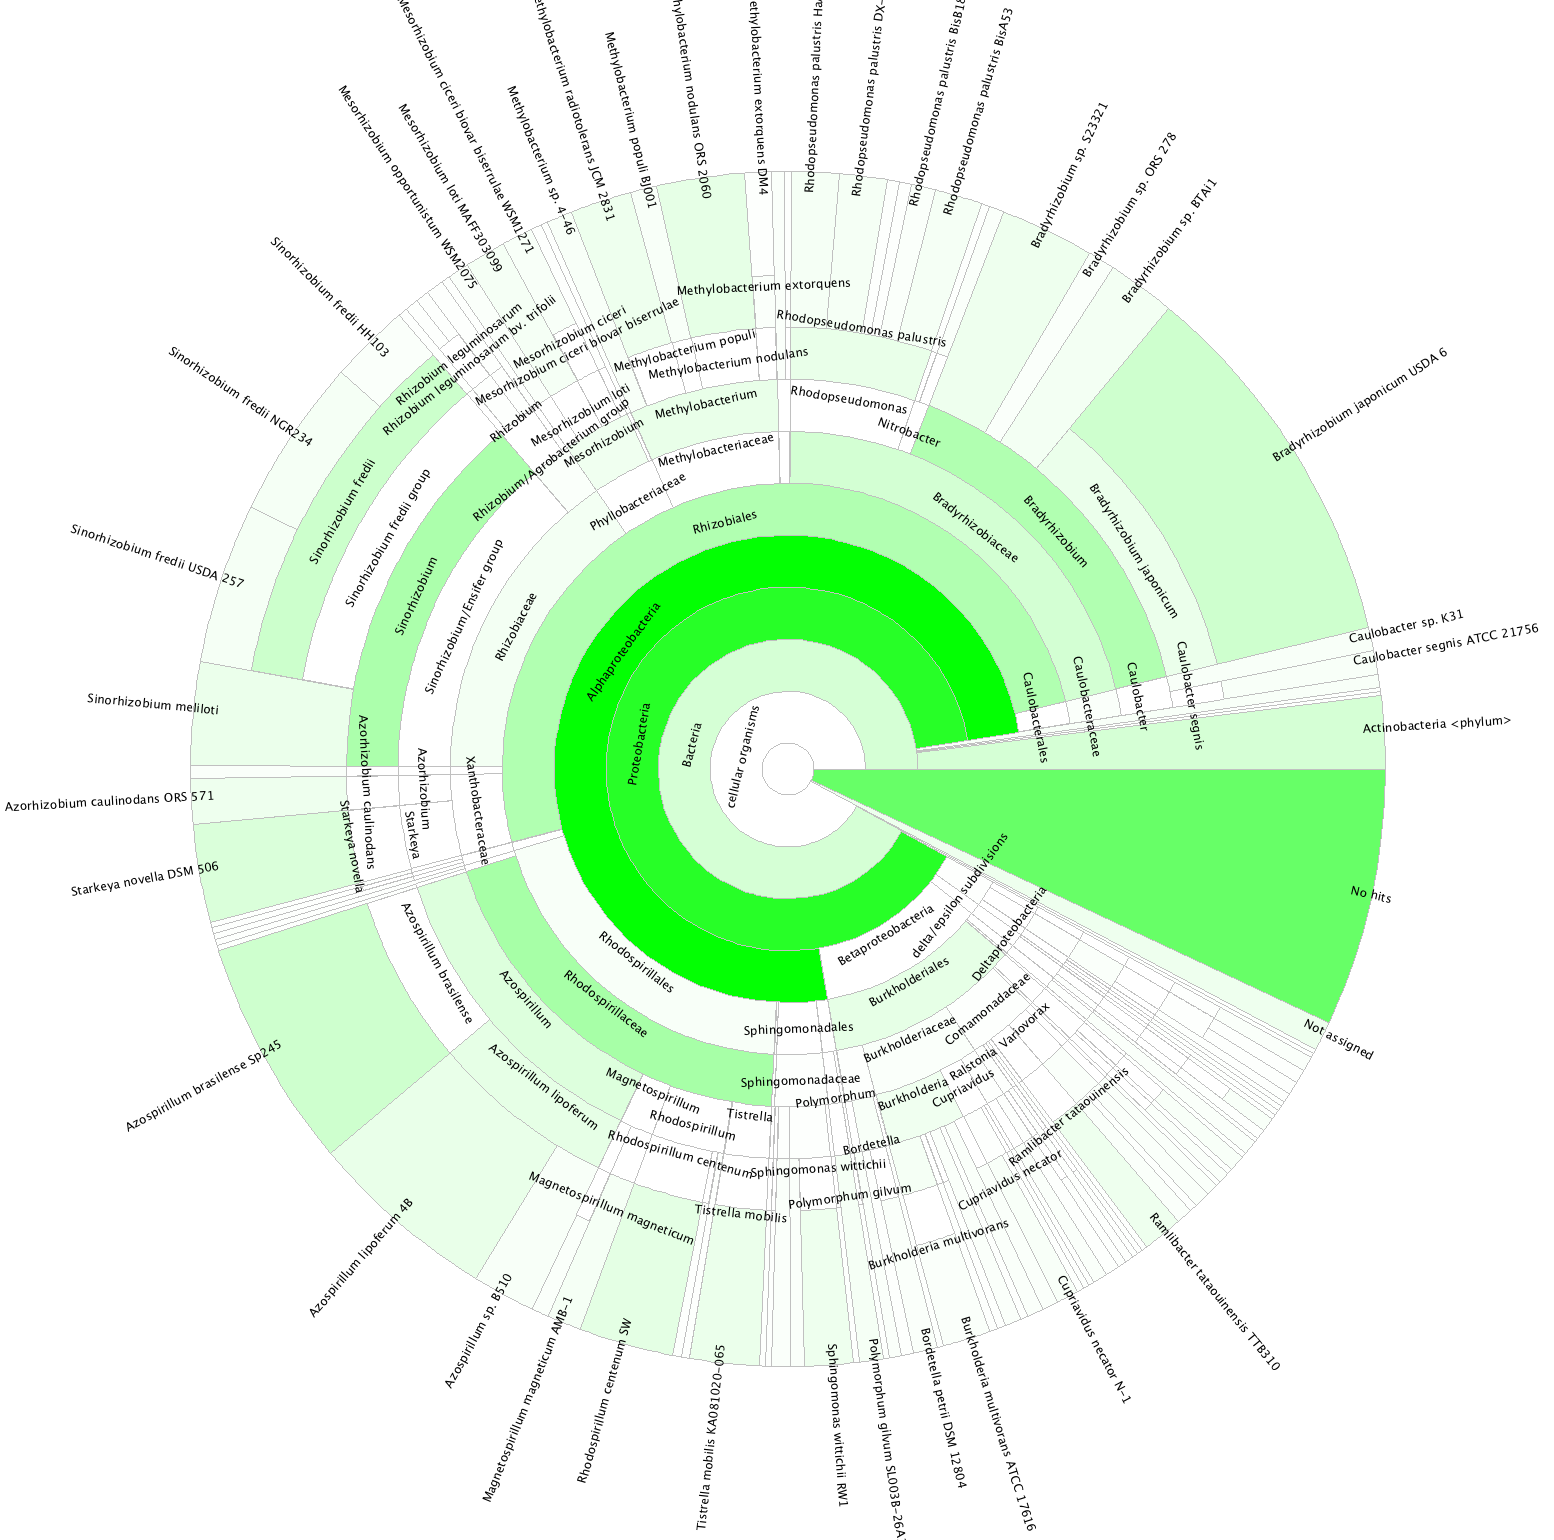 cellular organisms
Bacteria
Proteobacteria
Alphaproteobacteria
Rhizobiales
Bradyrhizobiaceae
Rhodopseudomonas
Nitrobacter
Bradyrhizobium
Bradyrhizobium japonicum
Rhodopseudomonas palustris
Rhodopseudomonas palustris Ha
Rhodopseudomonas palustris DX-
Rhodopseudomonas palustris BisB18
Rhodopseudomonas palustris BisA53
Bradyrhizobium sp. S23321
Bradyrhizobium sp. ORS 278
Bradyrhizobium sp. BTAi1
Bradyrhizobium japonicum USDA 6
Caulobacterales
Caulobacteraceae
Caulobacter
Caulobacter segnis
Caulobacter sp. K31
Caulobacter segnis ATCC 21756
Actinobacteria <phylum>
No hits
Not assigned
Methylobacteriaceae
Methylobacterium
Methylobacterium nodulans
Methylobacterium populi
Methylobacterium extorquens
ethylobacterium extorquens DM4
hylobacterium nodulans ORS 2060
Methylobacterium populi BJ001
ethylobacterium radiotolerans JCM 2831
Methylobacterium sp. 4-46
Phyllobacteriaceae
Mesorhizobium
Mesorhizobium loti
Mesorhizobium ciceri
Mesorhizobium ciceri biovar biserrulae
Mesorhizobium ciceri biovar biserrulae WSM1271
Mesorhizobium loti MAFF303099
Mesorhizobium opportunistum WSM2075
Rhizobiaceae
Rhizobium/Agrobacterium group
Rhizobium
Rhizobium leguminosarum
Rhizobium leguminosarum bv. trifolii
Sinorhizobium/Ensifer group
Sinorhizobium
Sinorhizobium fredii group
Sinorhizobium fredii
Sinorhizobium fredii HH103
Sinorhizobium fredii NGR234
Sinorhizobium fredii USDA 257
Sinorhizobium meliloti
Xanthobacteraceae
Azorhizobium
Starkeya
Azorhizobium caulinodans
Starkeya novella
Azorhizobium caulinodans ORS 571
Starkeya novella DSM 506
Rhodospirillales
Rhodospirillaceae
Azospirillum
Azospirillum brasilense
Azospirillum lipoferum
Azospirillum brasilense Sp245
Azospirillum lipoferum 4B
Azospirillum sp. B510
Magnetospirillum
Magnetospirillum magneticum
Magnetospirillum magneticum AMB-1
Rhodospirillum
Rhodospirillum centenum
Rhodospirillum centenum SW
Tistrella
Tistrella mobilis
Tistrella mobilis KA081020-065
Sphingomonadales
Sphingomonadaceae
Sphingomonas wittichii
Sphingomonas wittichii RW1
Polymorphum
Polymorphum gilvum
Polymorphum gilvum SL003B-26A
Betaproteobacteria
delta/epsilon subdivisions
Deltaproteobacteria
Burkholderiales
Burkholderiaceae
Comamonadaceae
Burkholderia
Ralstonia
Variovorax
Cupriavidus
Bordetella
Ramlibacter tataouinensis
Cupriavidus necator
Burkholderia multivorans
Bordetella petrii DSM 12804
Burkholderia multivorans ATCC 17616
Cupriavidus necator N-1
Ramlibacter tataouinensis TTB310